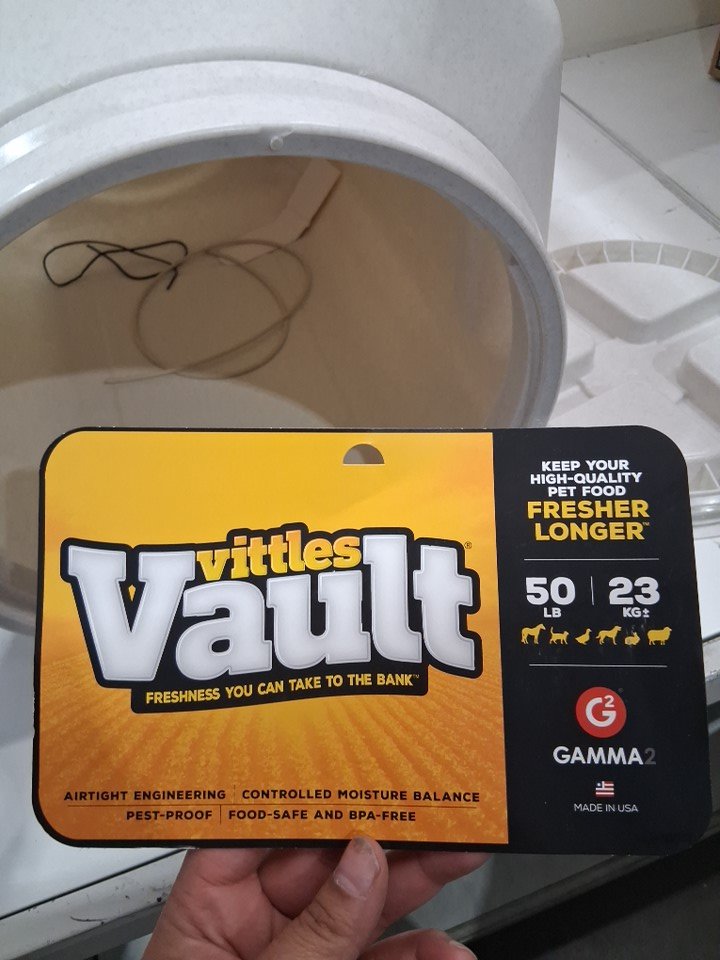 vittles
Vault®
FRESHNESS YOU CAN TAKE TO THE BANK™
AIRTIGHT ENGINEERING | CONTROLLED MOISTURE BALANCE
PEST-PROOF | FOOD-SAFE AND BPA-FREE
KEEP YOUR
HIGH-QUALITY
PET FOOD
FRESHER
LONGER™
50 | 23
LB KG±
G2
GAMMA2
MADE IN USA